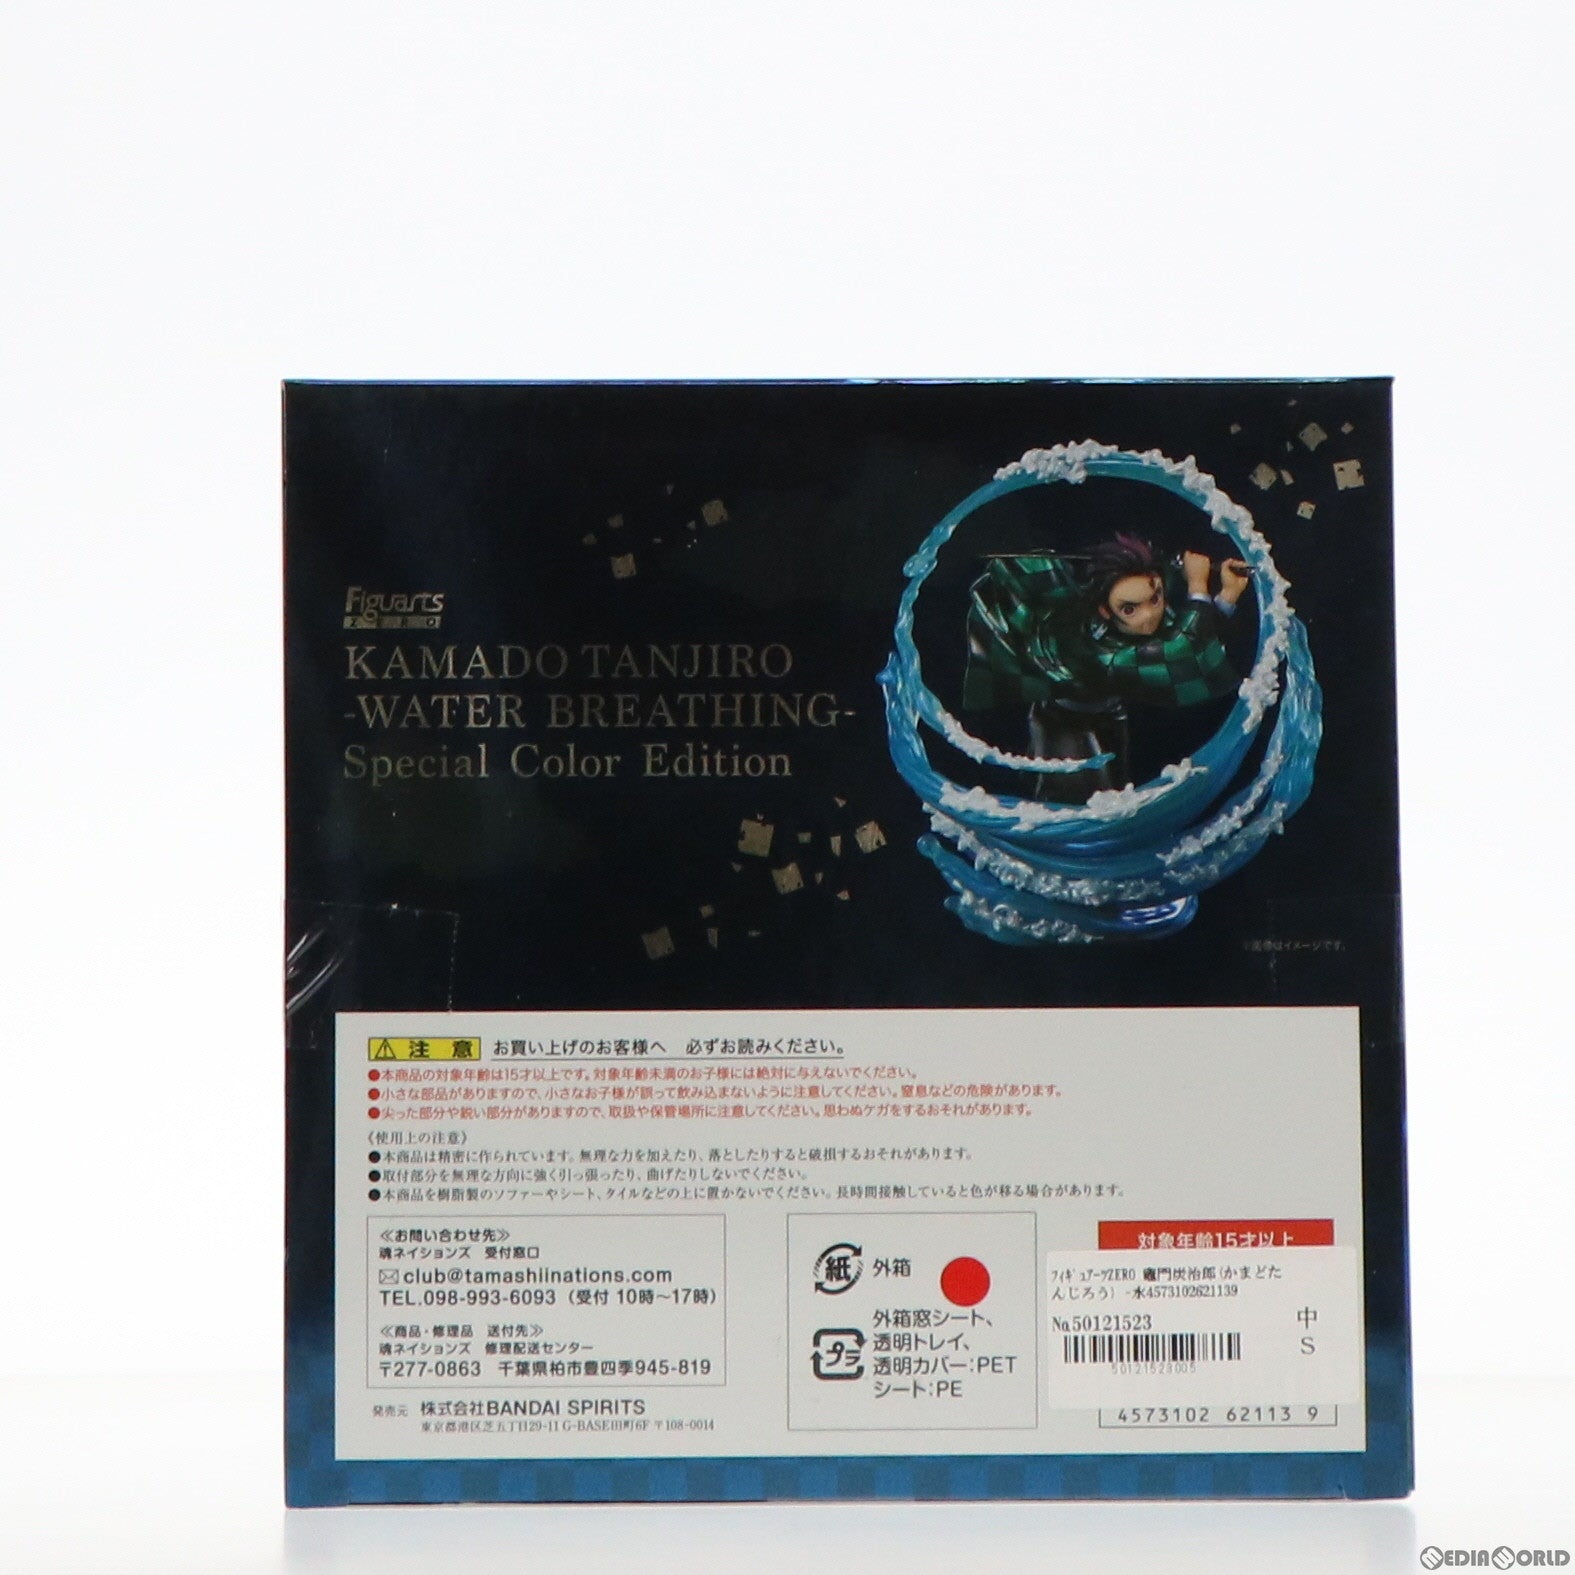 Figuarts
ZERO
KAMADO TANJIRO
-WATER BREATHING-
Special Color Edition
※画像はイメージです。
注 意 お買い上げのお客様へ 必ずお読みください。
●本商品の対象年齢は15才以上です。対象年齢未満のお子様には絶対に与えないでください。
●小さな部品がありますので、小さなお子様が誤って飲み込まないように注意してください。窒息などの危険があります。
●尖った部分や鋭い部分がありますので、取扱や保管場所に注意してください。思わぬケガをするおそれがあります。
《使用上の注意》
●本商品は精密に作られています。無理な力を加えたり、落としたりすると破損するおそれがあります。
●取付部分を無理な方向に強く引っ張ったり、曲げたりしないでください。
●本商品を樹脂製のソファーやシート、タイルなどの上に置かないでください。長時間接触していると色が移る場合があります。
≪お問い合わせ先≫
魂ネイションズ 受付窓口
club@tamashiinations.com
TEL.098-993-6093（受付 10時〜17時）
≪商品・修理品 送付先≫
魂ネイションズ 修理配送センター
〒277-0863 千葉県柏市豊四季945-819
発売元 株式会社BANDAI SPIRITS
東京都港区芝五丁目29-11 G-BASE田町6F 〒108-0014
紙 外箱
プラ
外箱窓シート、
透明トレイ、
透明カバー:PET
シート:PE
対象年齢15才以上
ﾌｨｷﾞｭｱｰﾂZERO 竈門炭治郎(かまどた
んじろう) -水4573102621139
No.50121523
中
S
50121523005
4573102 62113 9
MEDIAWORLD